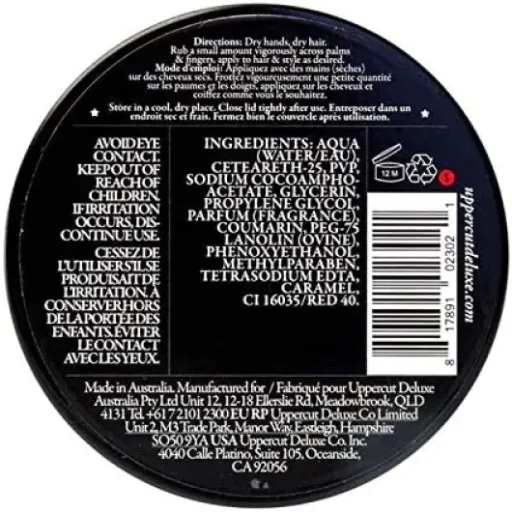 Directions: Dry hands, dry hair.
Rub a small amount vigorously across palms
& fingers, apply to hair & style as desired.
Mode d'emploi: Appliquez avec des mains (sèches)
sur des cheveux secs. Frottez vigoureusement une petite quantité
sur les paumes et les doigts, appliquez sur les cheveux et
coiffez comme vous le souhaitez.
Store in a cool, dry place. Close lid tightly after use. Entreposer dans un
endroit sec et frais. Fermez bien le couvercle après utilisation.
AVOID EYE
CONTACT.
KEEP OUT OF
REACH OF
CHILDREN.
IF IRRITATION
OCCURS, DIS-
CONTINUE USE.
CESSEZ DE
L'UTILISER S'IL SE
PRODUIT DE
L'IRRITATION. À
CONSERVER HORS
DE LA PORTÉE DES
ENFANTS. ÉVITER
LE CONTACT
AVEC LES YEUX.
INGREDIENTS: AQUA
(WATER/EAU),
CETEARETH-25, PVP,
SODIUM COCOAMPHO-
ACETATE, GLYCERIN,
PROPYLENE GLYCOL,
PARFUM (FRAGRANCE),
COUMARIN, PEG-75
LANOLIN (OVINE),
PHENOXYETHANOL,
METHYLPARABEN,
TETRASODIUM EDTA,
CARAMEL,
CI 16035/RED 40.
12 M
uppercutdeluxe.com
8 17891 02302 1
Made in Australia. Manufactured for / Fabriqué pour Uppercut Deluxe
Australia Pty Ltd Unit 12, 12-18 Ellerslie Rd, Meadowbrook, QLD
4131 Tel. +61 7 2101 2300 EU RP Uppercut Deluxe Co Limited
Unit 2, M3 Trade Park, Manor Way, Eastleigh, Hampshire
SO50 9YA USA Uppercut Deluxe Co. Inc.
4040 Calle Platino, Suite 105, Oceanside,
CA 92056